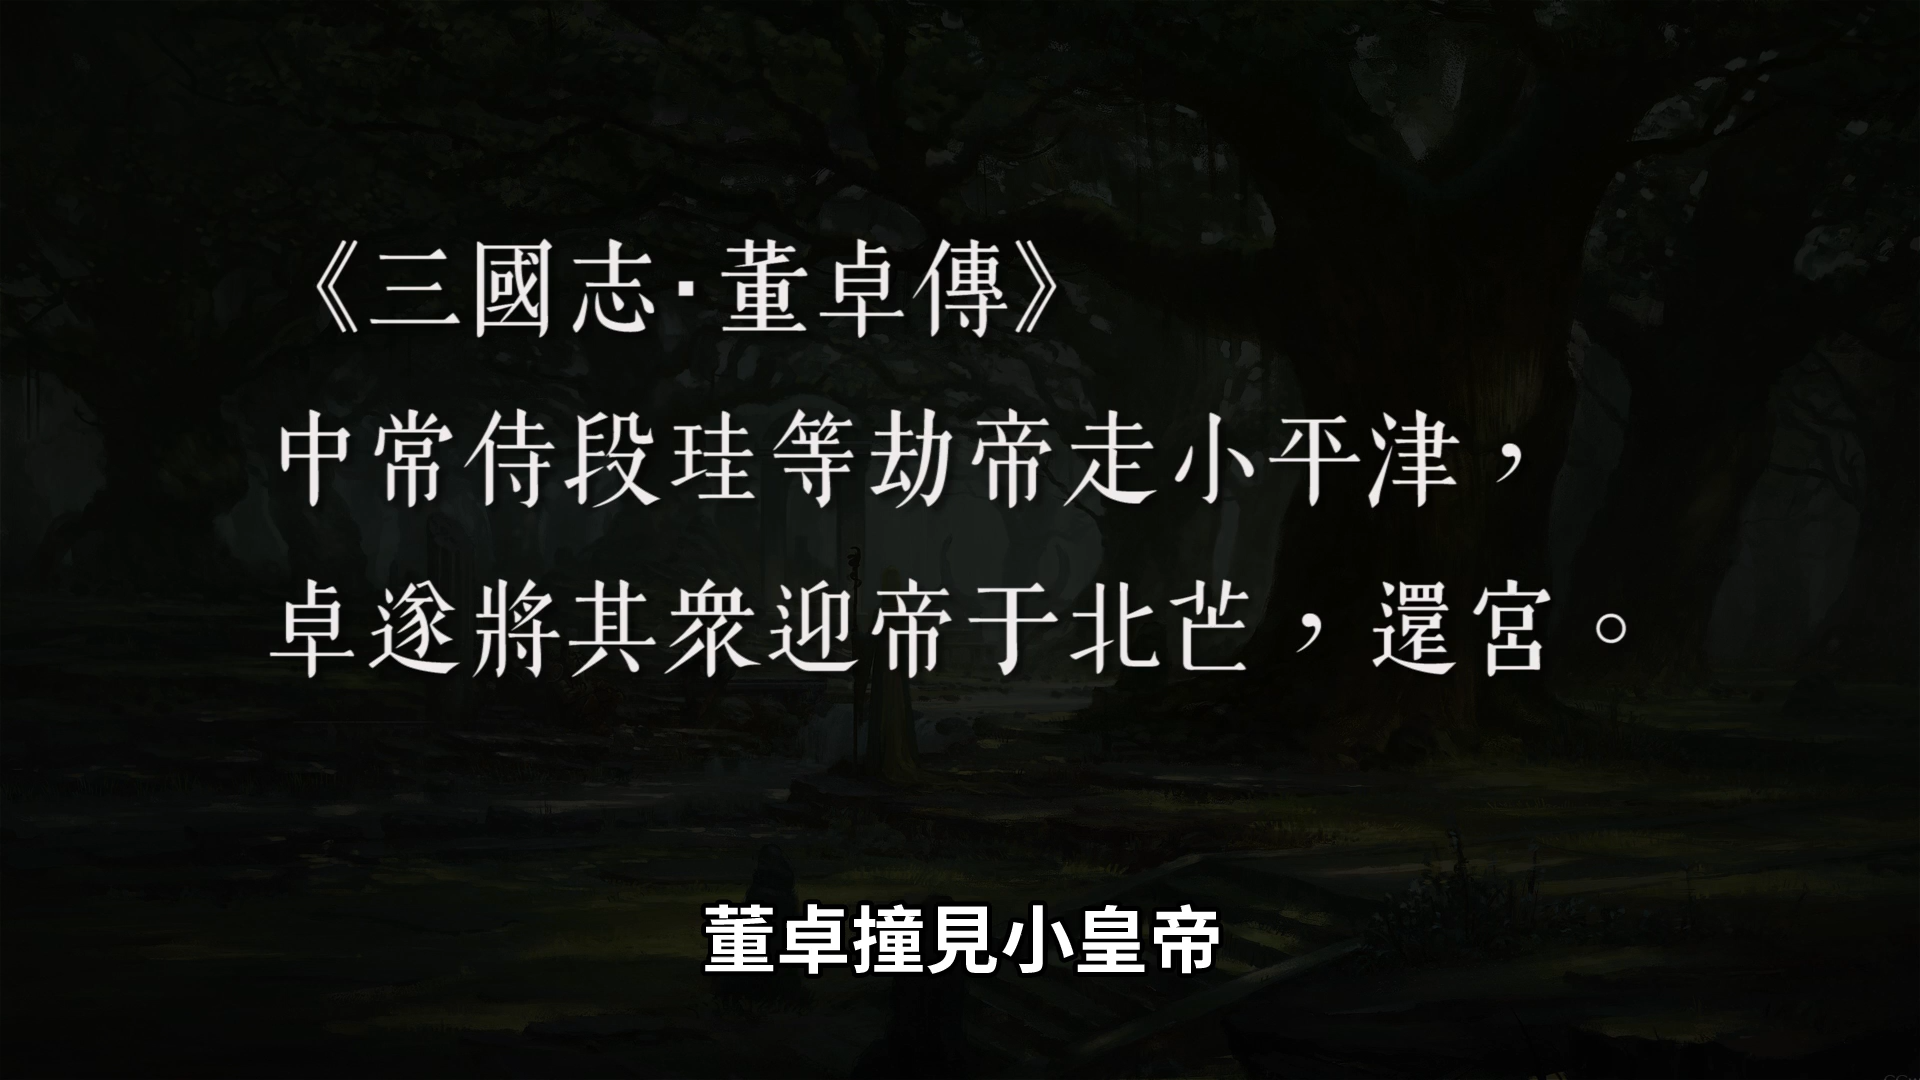 《三國志·董卓傳》
中常侍段珪等劫帝走小平津，
卓遂將其衆迎帝于北芒，還宮。
董卓撞見小皇帝